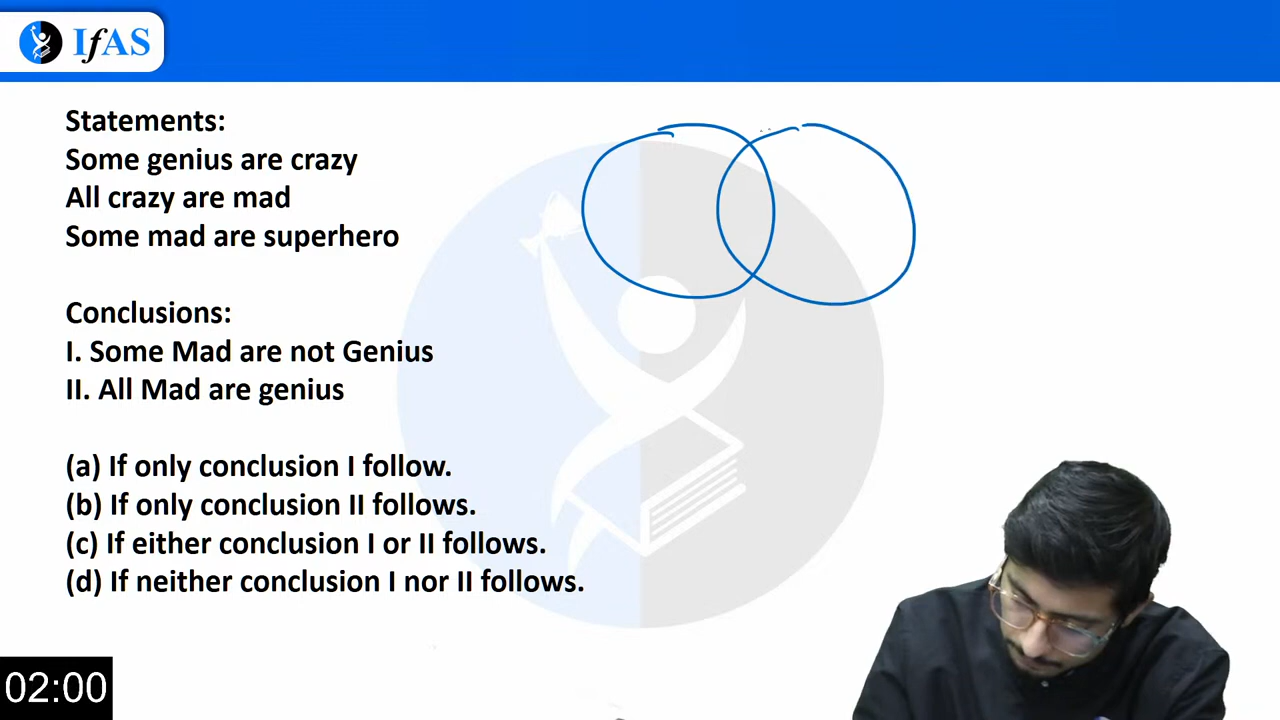 IfAS
Statements:
Some genius are crazy
All crazy are mad
Some mad are superhero
Conclusions:
I. Some Mad are not Genius
II. All Mad are genius
(a) If only conclusion I follow.
(b) If only conclusion II follows.
(c) If either conclusion I or II follows.
(d) If neither conclusion I nor II follows.
02:00